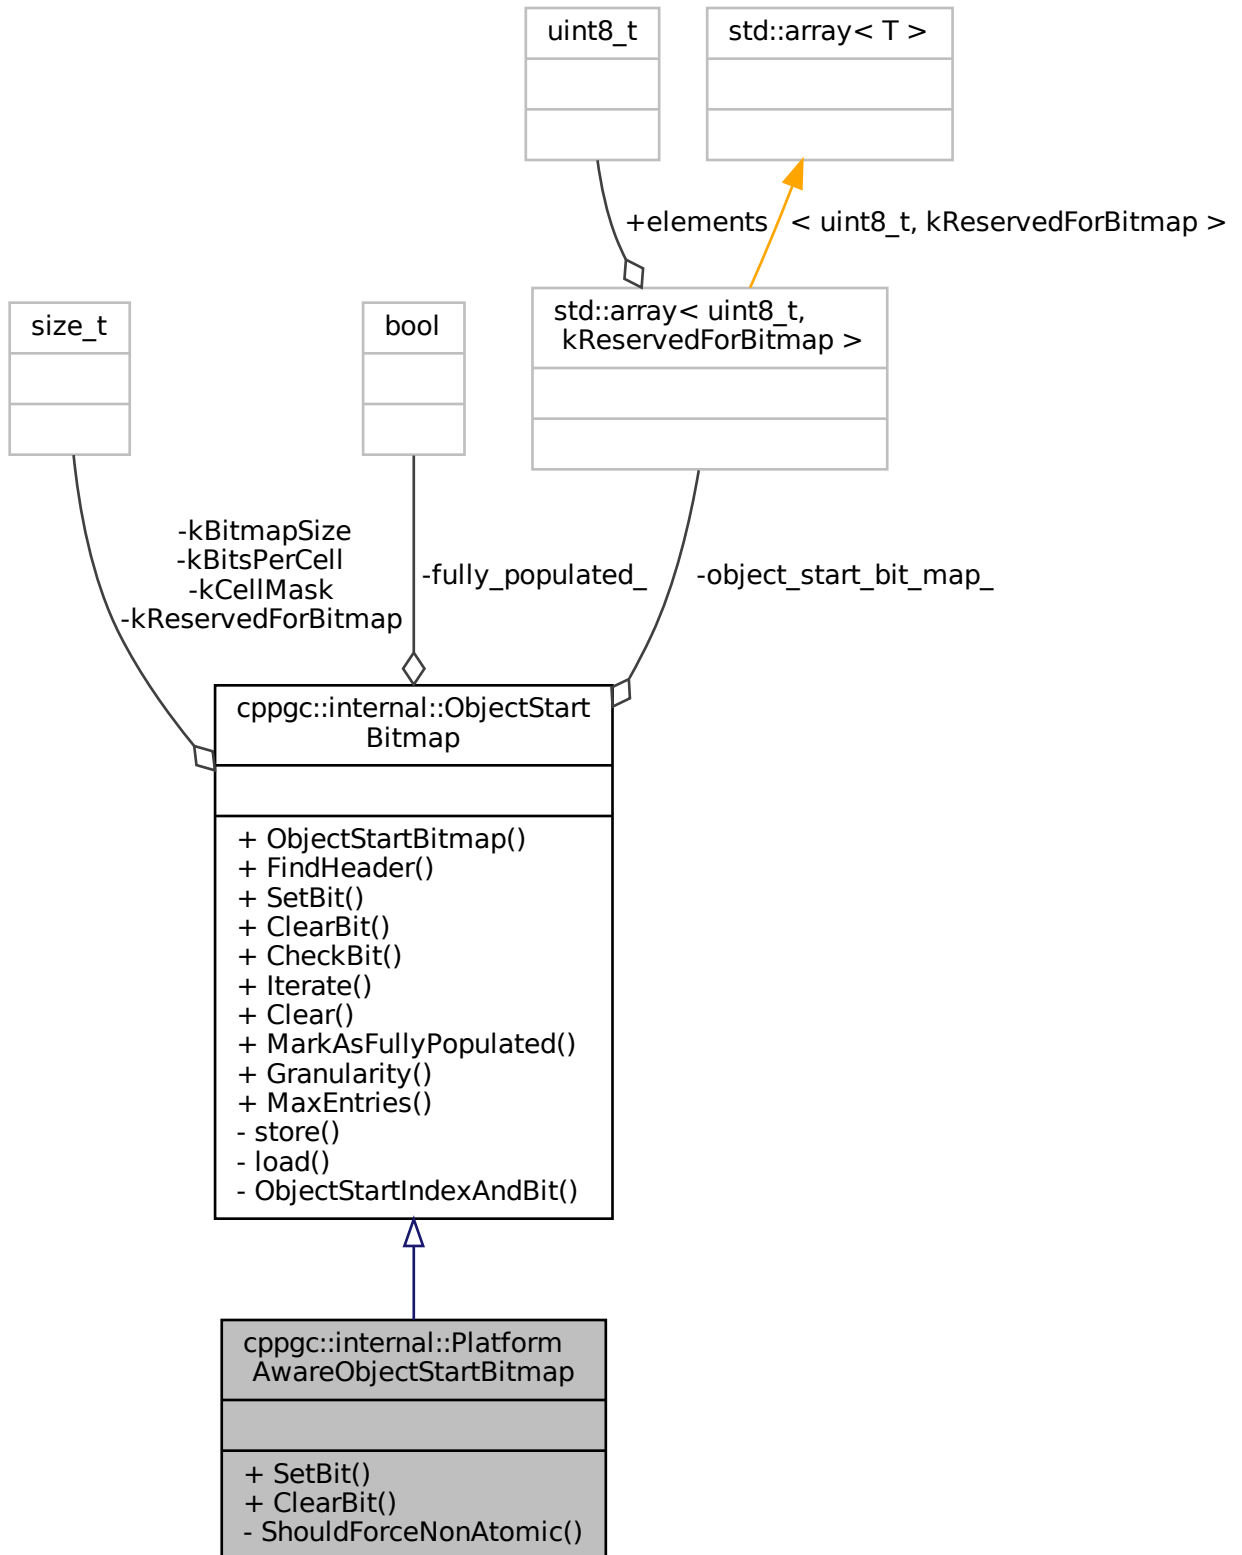 uint8_t
std::array< T >
+elements
< uint8_t, kReservedForBitmap >
size_t
bool
std::array< uint8_t,
kReservedForBitmap >
-kBitmapSize
-kBitsPerCell
-kCellMask
-kReservedForBitmap
-fully_populated_
-object_start_bit_map_
cppgc::internal::ObjectStart
Bitmap
+ ObjectStartBitmap()
+ FindHeader()
+ SetBit()
+ ClearBit()
+ CheckBit()
+ Iterate()
+ Clear()
+ MarkAsFullyPopulated()
+ Granularity()
+ MaxEntries()
- store()
- load()
- ObjectStartIndexAndBit()
cppgc::internal::Platform
AwareObjectStartBitmap
+ SetBit()
+ ClearBit()
- ShouldForceNonAtomic()